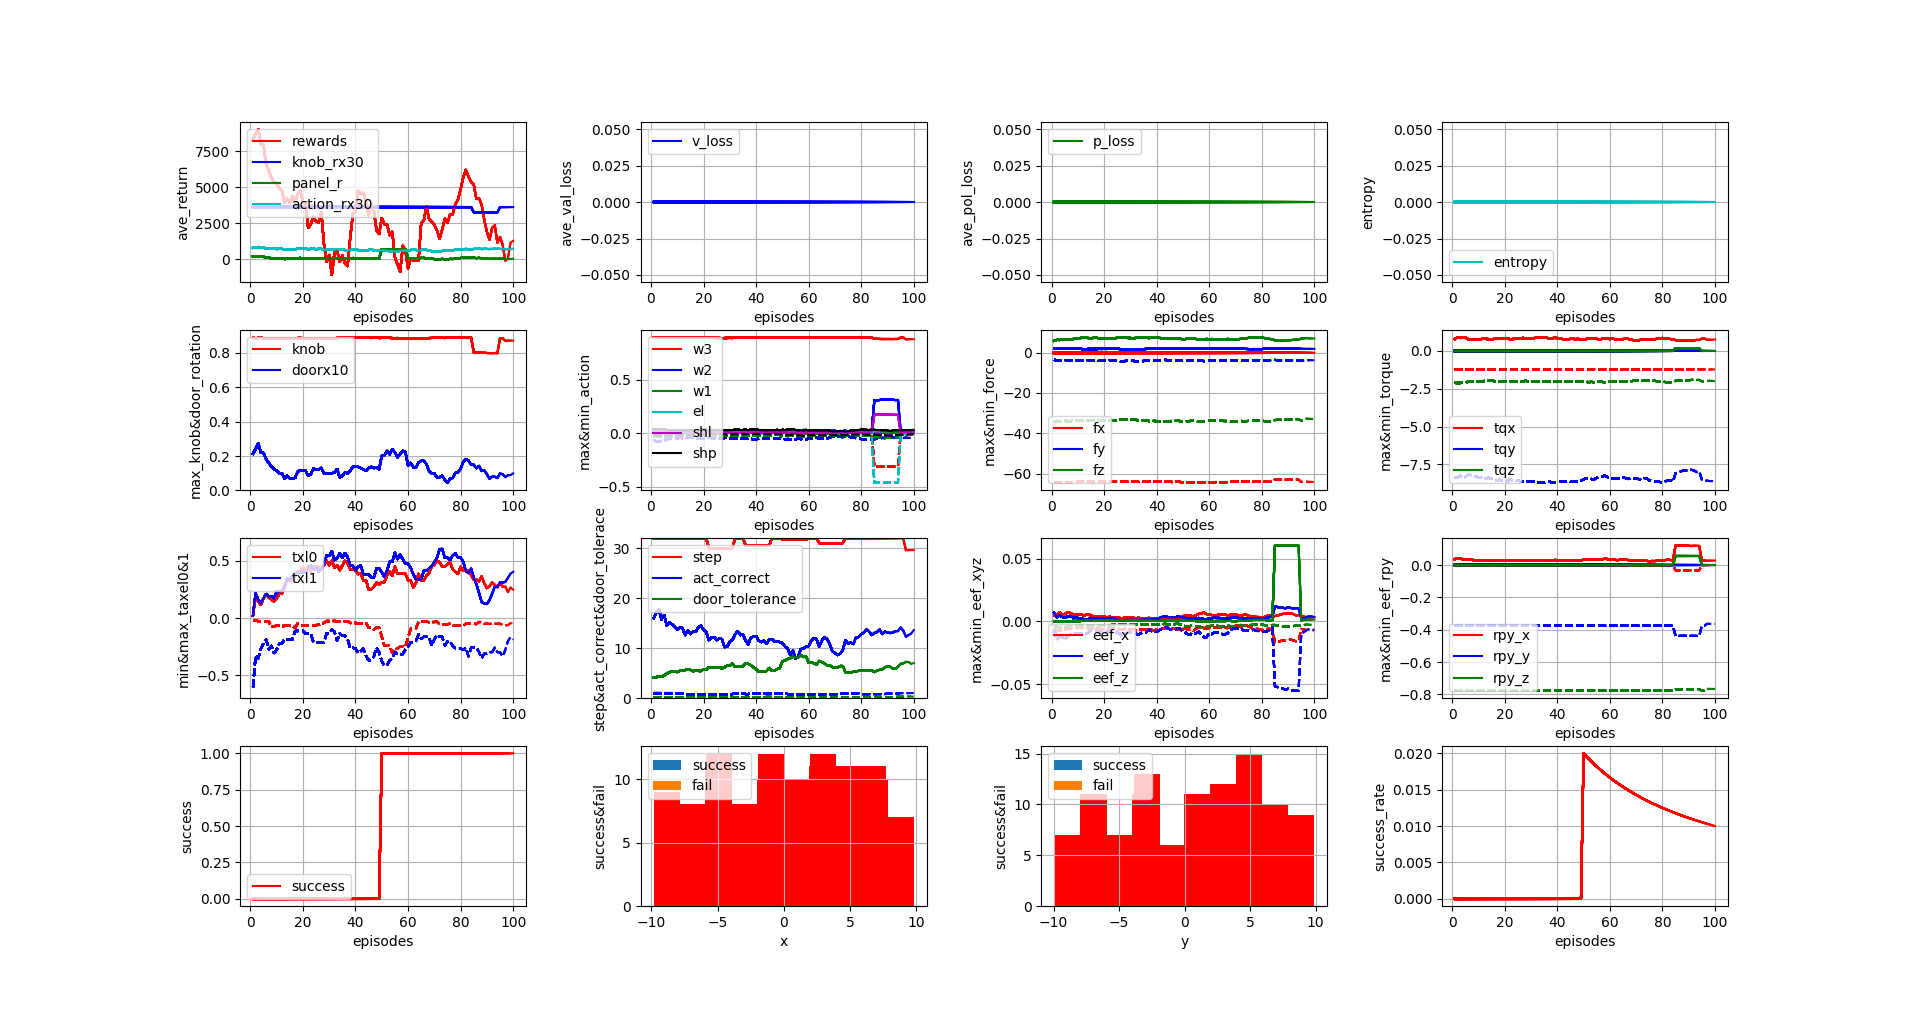 ave_return
7500
5000
2500
0
rewards
knob_rx30
panel_r
action_rx30
0 20 40 60 80 100
episodes
ave_val_loss
0.050
0.025
0.000
−0.025
−0.050
v_loss
0 20 40 60 80 100
episodes
ave_pol_loss
0.050
0.025
0.000
−0.025
−0.050
p_loss
0 20 40 60 80 100
episodes
entropy
0.050
0.025
0.000
−0.025
−0.050
entropy
0 20 40 60 80 100
episodes
max_knob&door_rotation
0.8
0.6
0.4
0.2
0.0
knob
doorx10
0 20 40 60 80 100
episodes
max&min_action
0.5
0.0
−0.5
w3
w2
w1
el
shl
shp
0 20 40 60 80 100
episodes
max&min_force
0
−20
−40
−60
fx
fy
fz
0 20 40 60 80 100
episodes
max&min_torque
0.0
−2.5
−5.0
−7.5
tqx
tqy
tqz
0 20 40 60 80 100
episodes
min&max_taxel0&1
0.5
0.0
−0.5
txl0
txl1
0 20 40 60 80 100
episodes
step&act_correct&door_tolerace
30
20
10
0
step
act_correct
door_tolerance
0 20 40 60 80 100
episodes
max&min_eef_xyz
0.05
0.00
−0.05
eef_x
eef_y
eef_z
0 20 40 60 80 100
episodes
max&min_eef_rpy
0.0
−0.2
−0.4
−0.6
−0.8
rpy_x
rpy_y
rpy_z
0 20 40 60 80 100
episodes
success
1.00
0.75
0.50
0.25
0.00
success
0 20 40 60 80 100
episodes
success&fail
10
5
0
success
fail
−10 −5 0 5 10
x
success&fail
15
10
5
0
success
fail
−10 −5 0 5 10
y
success_rate
0.020
0.015
0.010
0.005
0.000
0 20 40 60 80 100
episodes